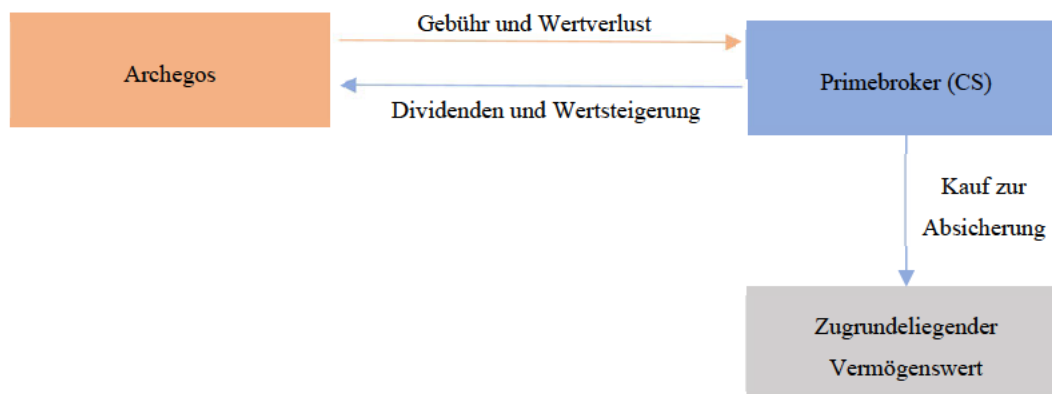 Gebühr und Wertverlust
Archegos
Primebroker (CS)
Dividenden und Wertsteigerung
Kauf zur
Absicherung
Zugrundeliegender
Vermögenswert